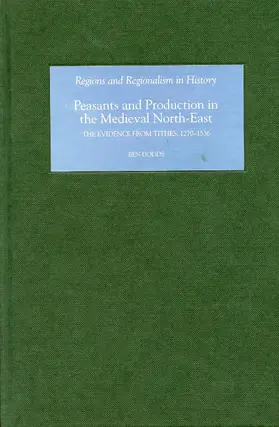 Regions and Regionalism in History
Peasants and Production in
the Medieval North-East
THE EVIDENCE FROM TITHES, 1270-1536
BEN DODDS